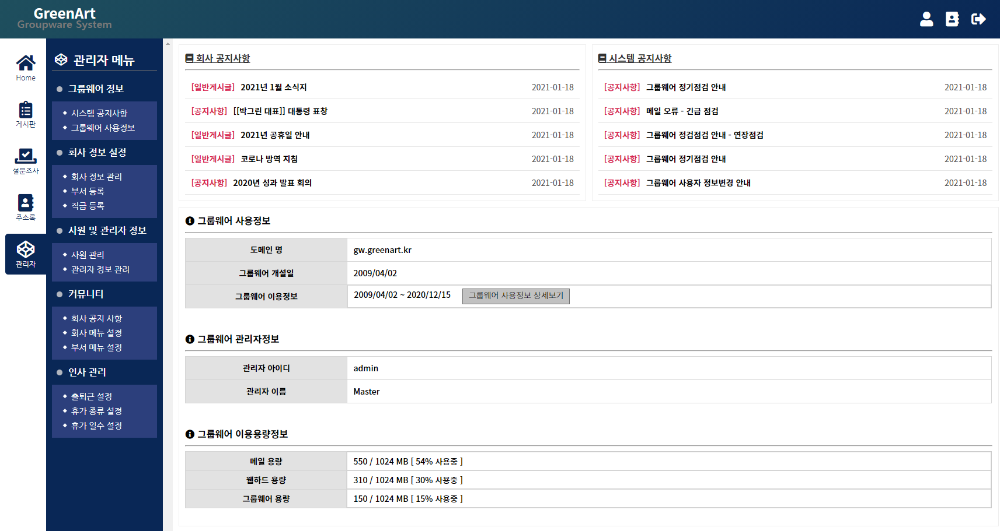 GreenArt
Groupware System
Home
게시판
설문조사
주소록
관리자
관리자 메뉴
그룹웨어 정보
시스템 공지사항
그룹웨어 사용정보
회사 정보 설정
회사 정보 관리
부서 등록
직급 등록
사원 및 관리자 정보
사원 관리
관리자 정보 관리
커뮤니티
회사 공지 사항
회사 메뉴 설정
부서 메뉴 설정
인사 관리
출퇴근 설정
휴가 종류 설정
휴가 일수 설정
회사 공지사항
[일반게시글] 2021년 1월 소식지 2021-01-18
[공지사항] [[박그린 대표]] 대통령 표창 2021-01-18
[일반게시글] 2021년 공휴일 안내 2021-01-18
[일반게시글] 코로나 방역 지침 2021-01-18
[공지사항] 2020년 성과 발표 회의 2021-01-18
시스템 공지사항
[공지사항] 그룹웨어 정기점검 안내 2021-01-18
[공지사항] 메일 오류 - 긴급 점검 2021-01-18
[공지사항] 그룹웨어 정검점검 안내 - 연장점검 2021-01-18
[공지사항] 그룹웨어 정기점검 안내 2021-01-18
[공지사항] 그룹웨어 사용자 정보변경 안내 2021-01-18
그룹웨어 사용정보
도메인 명 gw.greenart.kr
그룹웨어 개설일 2009/04/02
그룹웨어 이용정보 2009/04/02 ~ 2020/12/15 그룹웨어 사용정보 상세보기
그룹웨어 관리자정보
관리자 아이디 admin
관리자 이름 Master
그룹웨어 이용용량정보
메일 용량 550 / 1024 MB [ 54% 사용중 ]
웹하드 용량 310 / 1024 MB [ 30% 사용중 ]
그룹웨어 용량 150 / 1024 MB [ 15% 사용중 ]